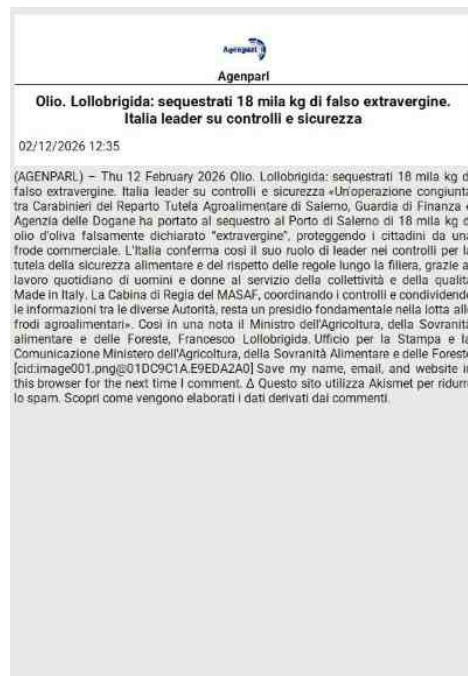 Agenparl
Agenparl
Olio. Lollobrigida: sequestrati 18 mila kg di falso extravergine.
Italia leader su controlli e sicurezza
02/12/2026 12:35
(AGENPARL) – Thu 12 February 2026 Olio. Lollobrigida: sequestrati 18 mila kg d
falso extravergine. Italia leader su controlli e sicurezza «Un'operazione congiunta
tra Carabinieri del Reparto Tutela Agroalimentare di Salerno, Guardia di Finanza e
Agenzia delle Dogane ha portato al sequestro al Porto di Salerno di 18 mila kg d
olio d'oliva falsamente dichiarato "extravergine", proteggendo i cittadini da una
frode commerciale. L'Italia conferma così il suo ruolo di leader nei controlli per la
tutela della sicurezza alimentare e del rispetto delle regole lungo la filiera, grazie al
lavoro quotidiano di uomini e donne al servizio della collettività e della qualità
Made in Italy. La Cabina di Regia del MASAF, coordinando i controlli e condividendo
le informazioni tra le diverse Autorità, resta un presidio fondamentale nella lotta alle
frodi agroalimentari». Così in una nota il Ministro dell'Agricoltura, della Sovranità
alimentare e delle Foreste, Francesco Lollobrigida. Ufficio per la Stampa e la
Comunicazione Ministero dell'Agricoltura, della Sovranità Alimentare e delle Foreste
[cid:image001.png@01DC9C1A.E9EDA2A0] Save my name, email, and website in
this browser for the next time I comment. Δ Questo sito utilizza Akismet per ridurre
lo spam. Scopri come vengono elaborati i dati derivati dai commenti.